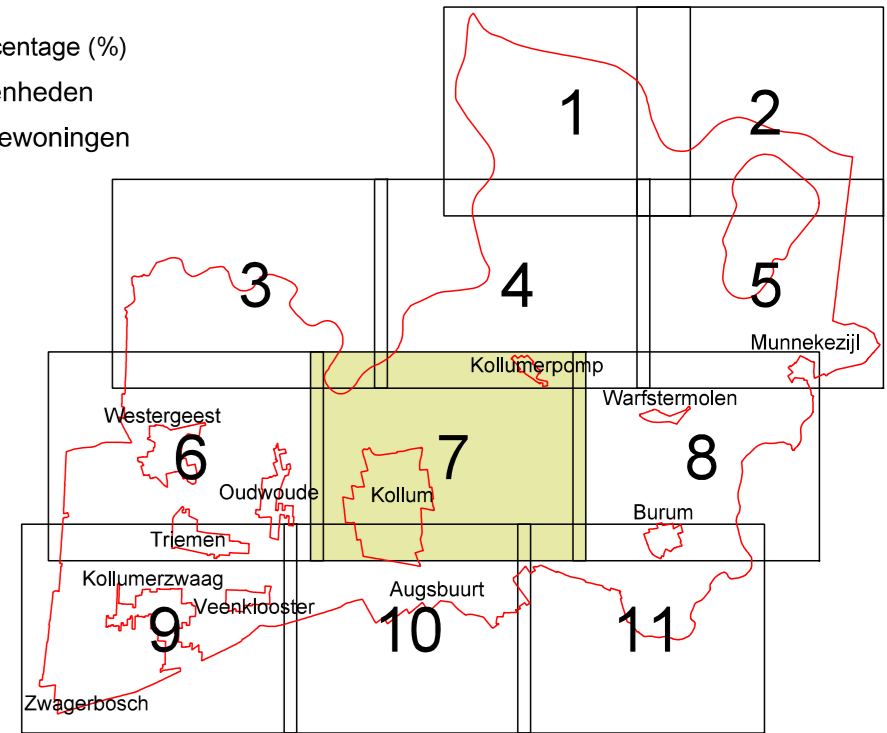 centage (%)
enheden
ewoningen
1
2
3
4
5
Munnekezijl
Kollumerpomp
Warfstermolen
Westergeest
6
7
8
Oudwoude
Kollum
Burum
Triemen
Kollumerzwaag
Veenklooster
Augsbuurt
9
10
11
Zwagerbosch